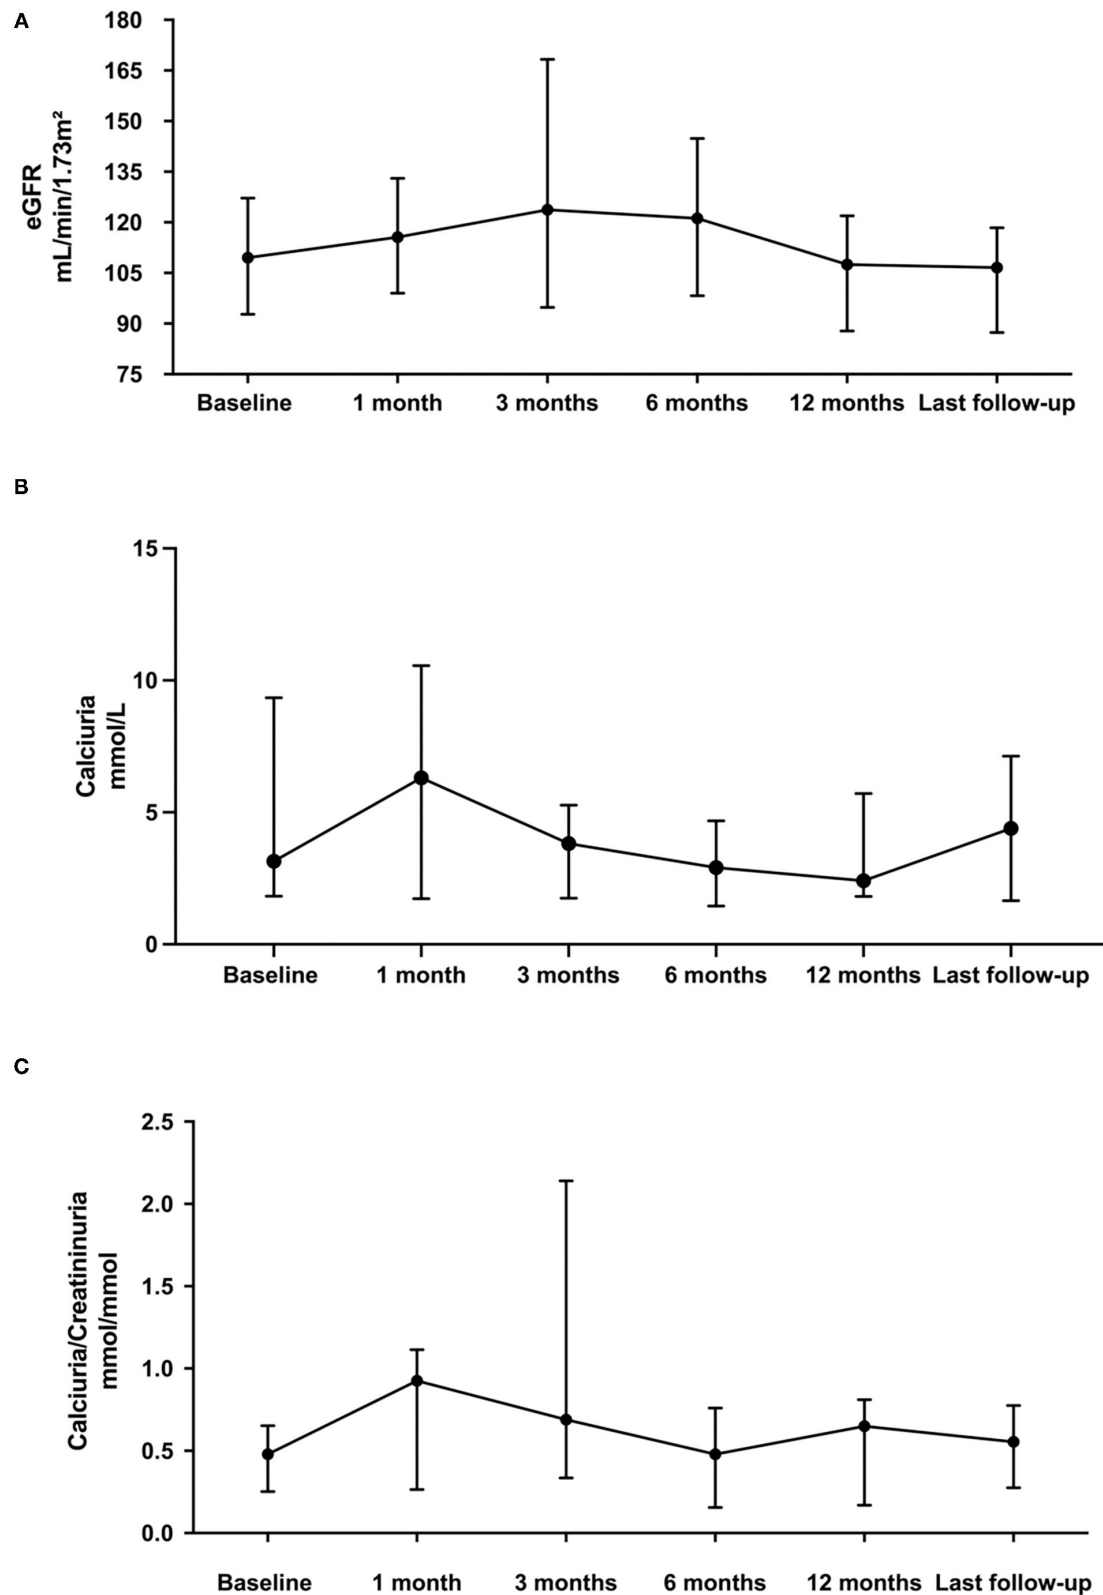 A
180
165
150
135
120
105
90
75
eGFR
mL/min/1.73m²
Baseline 1 month 3 months 6 months 12 months Last follow-up
B
15
10
5
0
Calciuria
mmol/L
Baseline 1 month 3 months 6 months 12 months Last follow-up
C
2.5
2.0
1.5
1.0
0.5
0.0
Calciuria/Creatininuria
mmol/mmol
Baseline 1 month 3 months 6 months 12 months Last follow-up